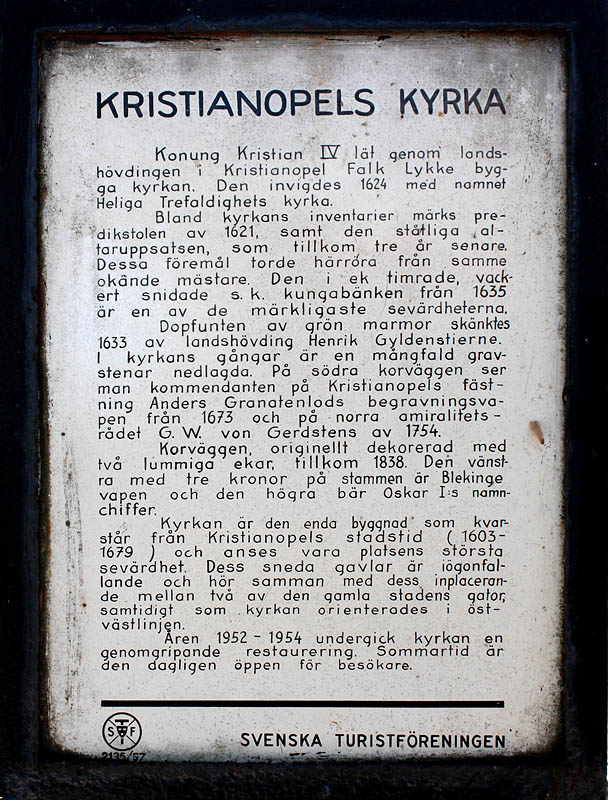 KRISTIANOPELS KYRKA
Konung Kristian IV lät genom lands-
hövdingen i Kristianopel Falk Lykke byg-
ga kyrkan. Den invigdes 1624 med namnet
Heliga Trefaldighets kyrka.
Bland kyrkans inventarier märks pre-
dikstolen av 1621, samt den ståtliga al-
taruppsatsen, som tillkom tre år senare.
Dessa föremål torde härröra från samme
okände mästare. Den i ek timrade, vack-
ert snidade s.k. kungabänken från 1635
är en av de märkligaste sevärdheterna.
Dopfunten av grön marmor skänktes
1633 av landshövding Henrik Gyldenstierne.
I kyrkans gångar är en mångfald grav-
stenar nedlagda. På södra korväggen ser
man kommendanten på Kristianopels fäst-
ning Anders Granatenlods begravningsva-
pen från 1673 och på norra amiralitets-
rådet G. W. von Gerdstens av 1754.
Korväggen, originellt dekorerad med
två lummiga ekar, tillkom 1838. Den vänst-
ra med tre kronor på stammen är Blekinge
vapen och den högra bär Oskar I:s namn-
chiffer.
Kyrkan är den enda byggnad som kvar-
står från Kristianopels stadstid (1603-
1679) och anses vara platsens största
sevärdhet. Dess sneda gavlar är iögonfal-
lande och hör samman med dess inplaceran-
de mellan två av den gamla stadens gator,
samtidigt som kyrkan orienterades i öst-
västlinjen.
Åren 1952-1954 undergick kyrkan en
genomgripande restaurering. Sommartid är
den dagligen öppen för besökare.
STF
SVENSKA TURISTFÖRENINGEN
2135/57